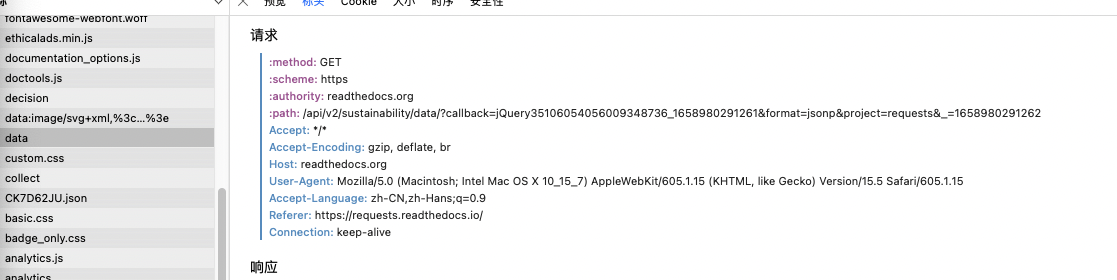 预览 标头 Cookie 大小 时序 安全性
fontawesome-webfont.woff
ethicalads.min.js
documentation_options.js
doctools.js
decision
data:image/svg+xml,%3c...%3e
data
custom.css
collect
CK7D62JU.json
basic.css
badge_only.css
analytics.js
analytics
请求
:method: GET
:scheme: https
:authority: readthedocs.org
:path: /api/v2/sustainability/data/?callback=jQuery35106054056009348736_1658980291261&format=jsonp&project=requests&_=1658980291262
Accept: */*
Accept-Encoding: gzip, deflate, br
Host: readthedocs.org
User-Agent: Mozilla/5.0 (Macintosh; Intel Mac OS X 10_15_7) AppleWebKit/605.1.15 (KHTML, like Gecko) Version/15.5 Safari/605.1.15
Accept-Language: zh-CN,zh-Hans;q=0.9
Referer: https://requests.readthedocs.io/
Connection: keep-alive
响应